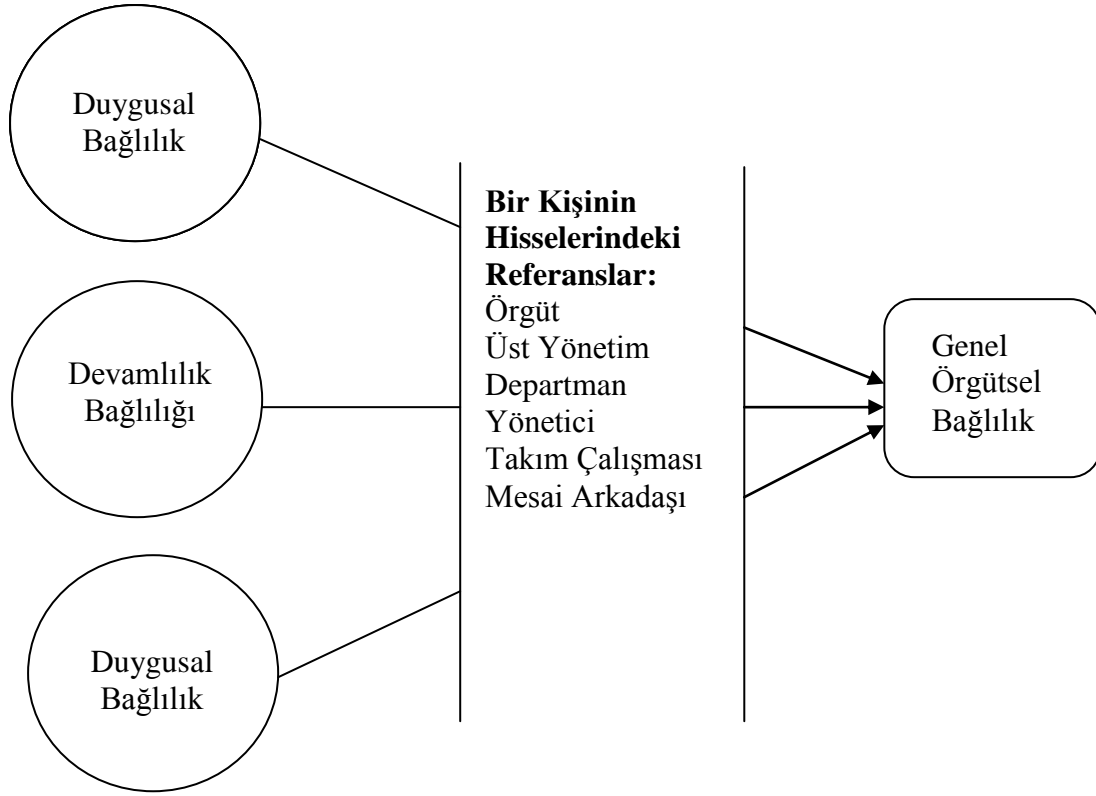 Duygusal
Bağlılık
Devamlılık
Bağlılığı
Duygusal
Bağlılık
Bir Kişinin
Hisselerindeki
Referanslar:
Örgüt
Üst Yönetim
Departman
Yönetici
Takım Çalışması
Mesai Arkadaşı
Genel
Örgütsel
Bağlılık